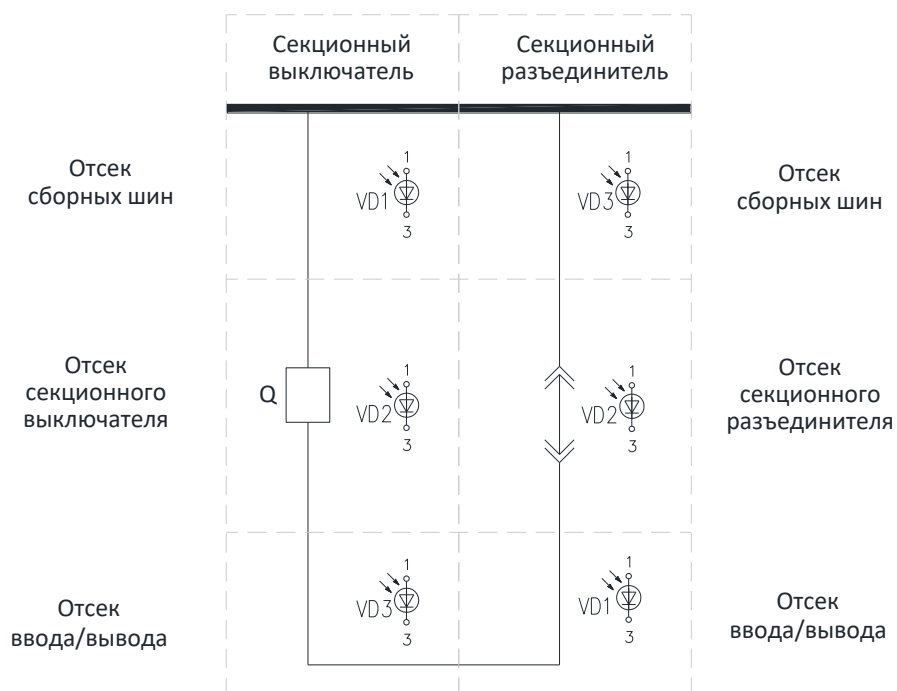 Секционный
выключатель
Секционный
разъединитель
Отсек
сборных шин
1
VD1
3
1
VD3
3
Отсек
сборных шин
Отсек
секционного
выключателя
Q
1
VD2
3
1
VD2
3
Отсек
секционного
разъединителя
Отсек
ввода/вывода
1
VD3
3
1
VD1
3
Отсек
ввода/вывода